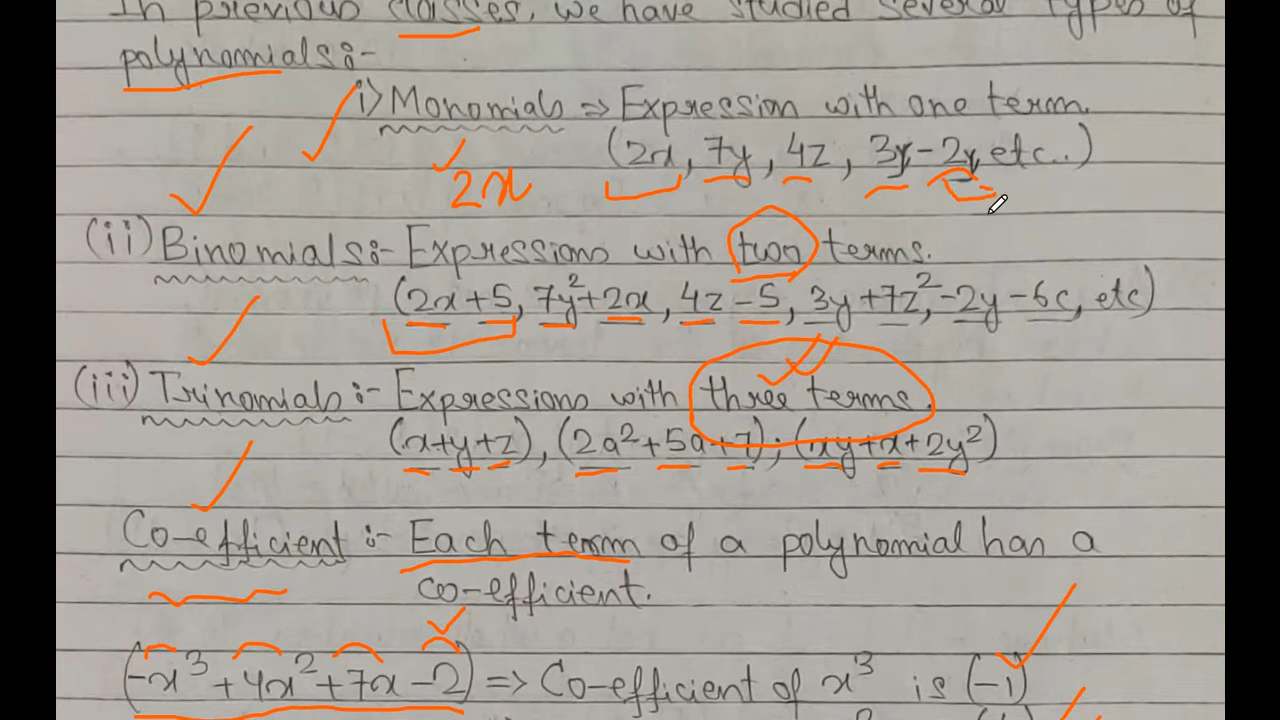 In previous classes, we have studied several types of
polynomials:-
i) Monomials => Expression with one term.
(2x, 7y, 4z, 3y - 2y, etc..)
2x
(ii) Binomials:- Expressions with two terms.
(2x+5, 7y²+2x, 4z-5, 3y+7z², -2y-6c, etc)
(iii) Trinomials:- Expressions with three terms.
(x+y+z), (2a²+5a+7); (xy+x+2y²)
Co-efficient:- Each term of a polynomial has a
co-efficient.
(-x³+4x²+7x-2) => Co-efficient of x³ is (-1)